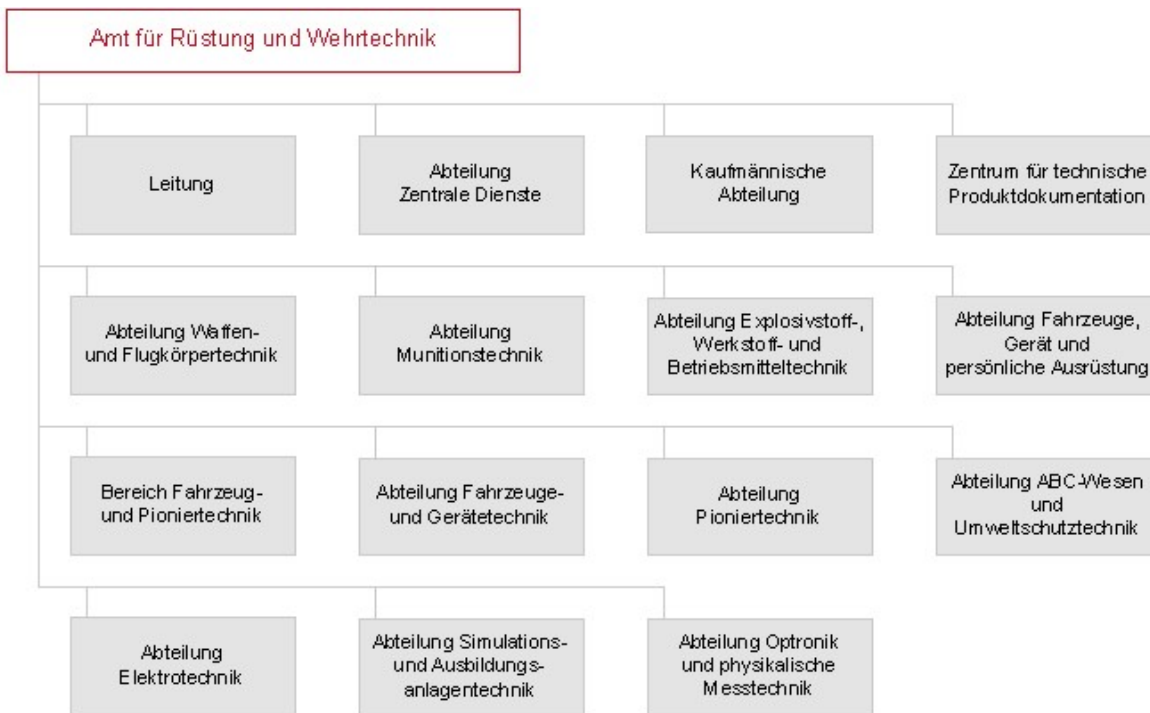 Amt für Rüstung und Wehrtechnik
Leitung
Abteilung
Zentrale Dienste
Kaufmännische
Abteilung
Zentrum für technische
Produktdokumentation
Abteilung Waffen-
und Flugkörpertechnik
Abteilung
Munitionstechnik
Abteilung Explosivstoff-,
Werkstoff- und
Betriebsmitteltechnik
Abteilung Fahrzeuge,
Gerät und
persönliche Ausrüstung
Bereich Fahrzeug-
und Pioniertechnik
Abteilung Fahrzeuge-
und Gerätetechnik
Abteilung
Pioniertechnik
Abteilung ABC-Wesen
und
Umweltschutztechnik
Abteilung
Elektrotechnik
Abteilung Simulations-
und Ausbildungs-
anlagentechnik
Abteilung Optronik
und physikalische
Messtechnik